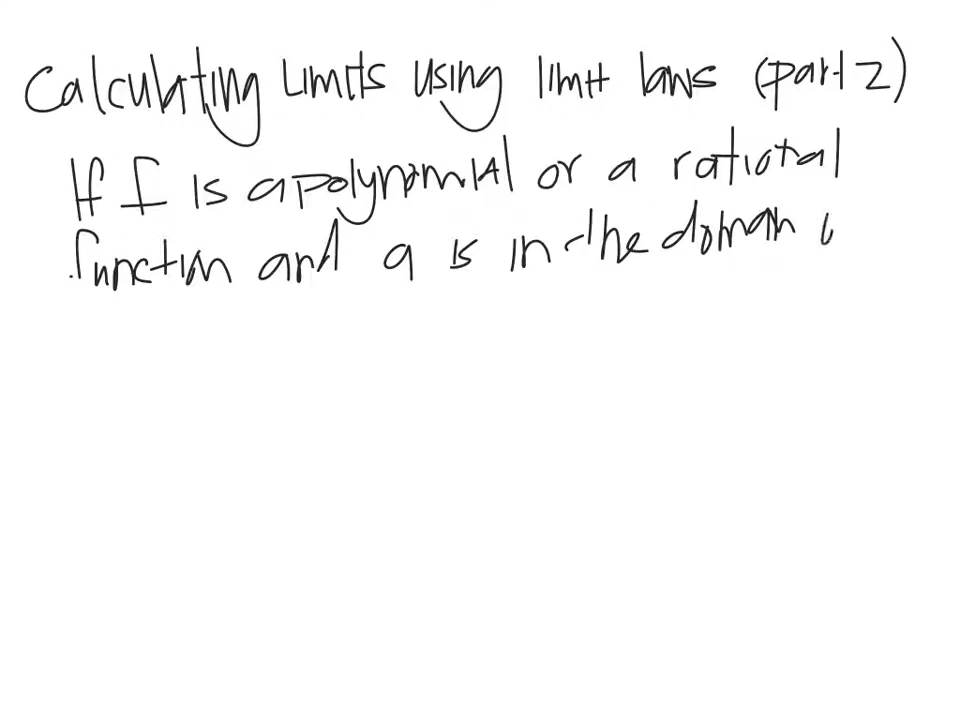 Calculating Limits using limit laws (part 2)
If f is a polynomial or a rational
function and a is in the domain